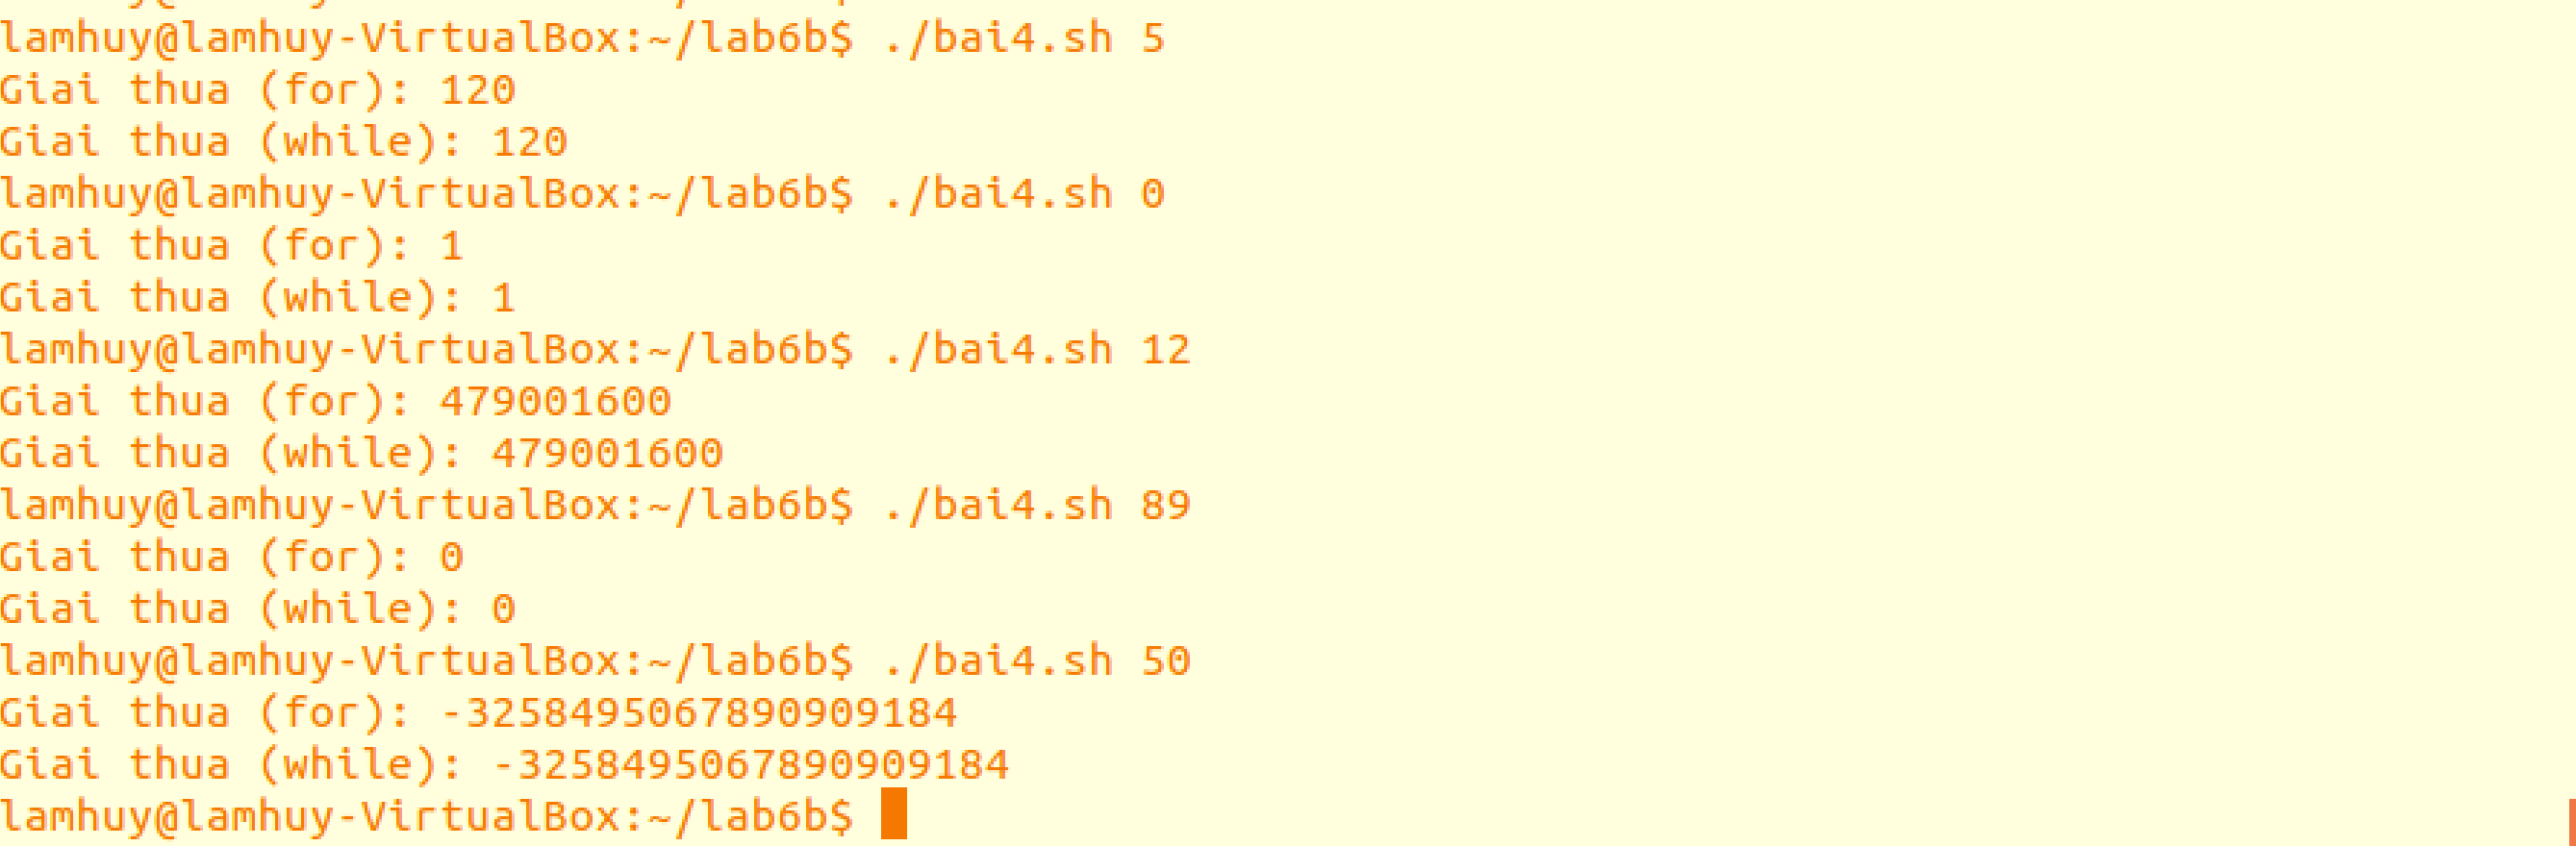 lamhuy@lamhuy-VirtualBox:~/lab6b$ ./bai4.sh 5
Giai thua (for): 120
Giai thua (while): 120
lamhuy@lamhuy-VirtualBox:~/lab6b$ ./bai4.sh 0
Giai thua (for): 1
Giai thua (while): 1
lamhuy@lamhuy-VirtualBox:~/lab6b$ ./bai4.sh 12
Giai thua (for): 479001600
Giai thua (while): 479001600
lamhuy@lamhuy-VirtualBox:~/lab6b$ ./bai4.sh 89
Giai thua (for): 0
Giai thua (while): 0
lamhuy@lamhuy-VirtualBox:~/lab6b$ ./bai4.sh 50
Giai thua (for): -3258495067890909184
Giai thua (while): -3258495067890909184
lamhuy@lamhuy-VirtualBox:~/lab6b$